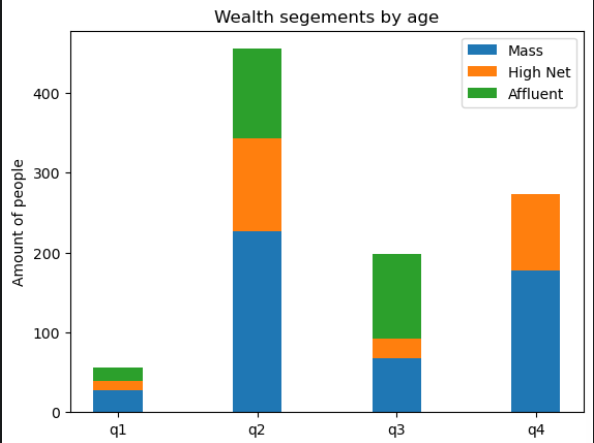 Wealth segements by age
Mass
High Net
Affluent
Amount of people
400
300
200
100
0
q1 q2 q3 q4